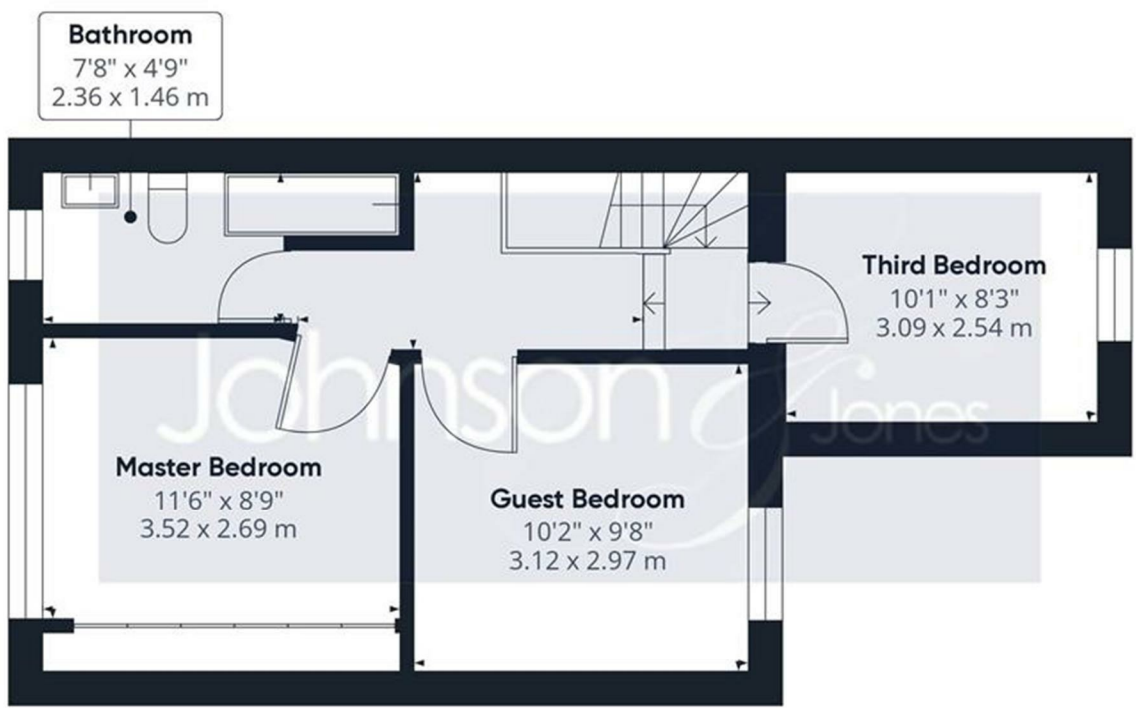 Bathroom
7'8" x 4'9"
2.36 x 1.46 m
Third Bedroom
10'1" x 8'3"
3.09 x 2.54 m
Johnson & Jones
Master Bedroom
11'6" x 8'9"
3.52 x 2.69 m
Guest Bedroom
10'2" x 9'8"
3.12 x 2.97 m